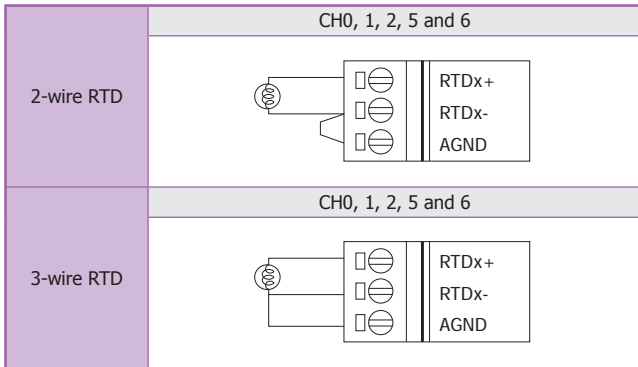 CH0, 1, 2, 5 and 6
2-wire RTD
RTDx+
RTDx-
AGND
CH0, 1, 2, 5 and 6
3-wire RTD
RTDx+
RTDx-
AGND